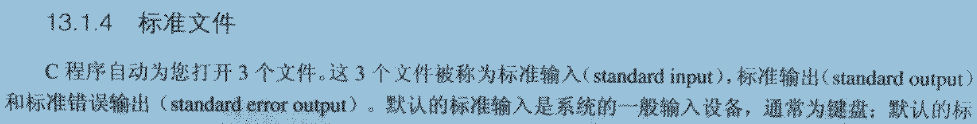 13.1.4 标准文件
C 程序自动为您打开 3 个文件。这 3 个文件被称为标准输入（standard input），标准输出（standard output）
和标准错误输出（standard error output）。默认的标准输入是系统的一般输入设备，通常为键盘；默认的标